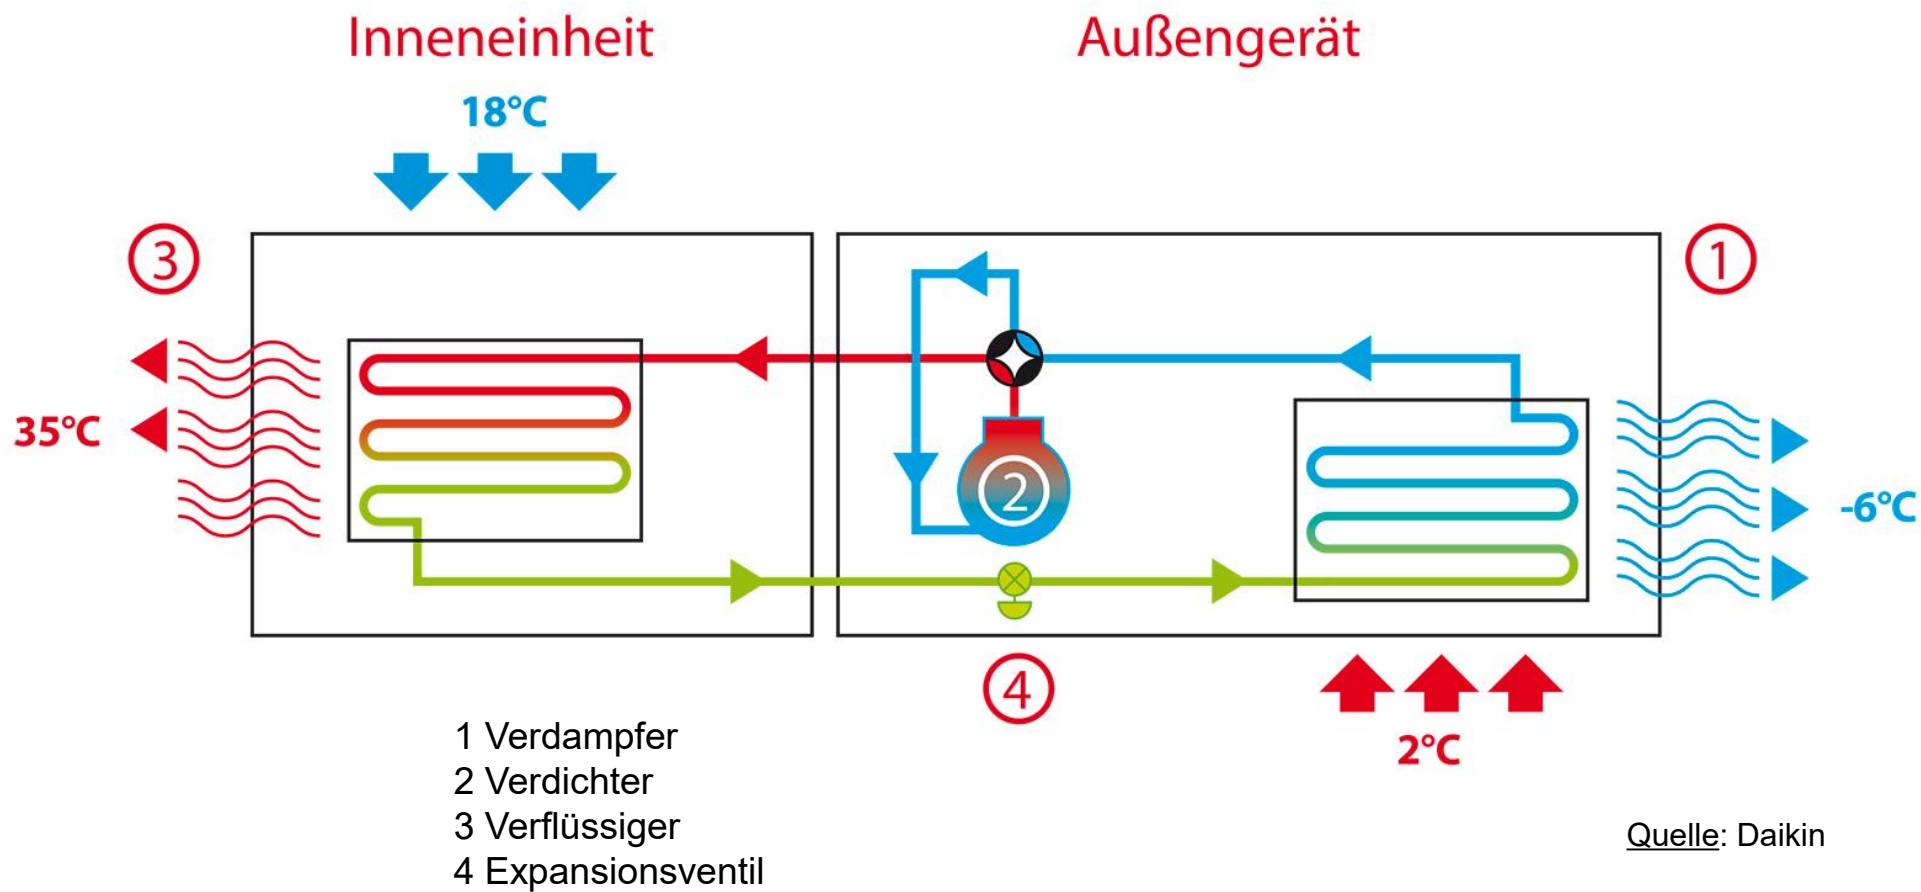 Inneneinheit
Außengerät
18°C
3
1
35°C
2
-6°C
4
2°C
1 Verdampfer
2 Verdichter
3 Verflüssiger
4 Expansionsventil
Quelle: Daikin